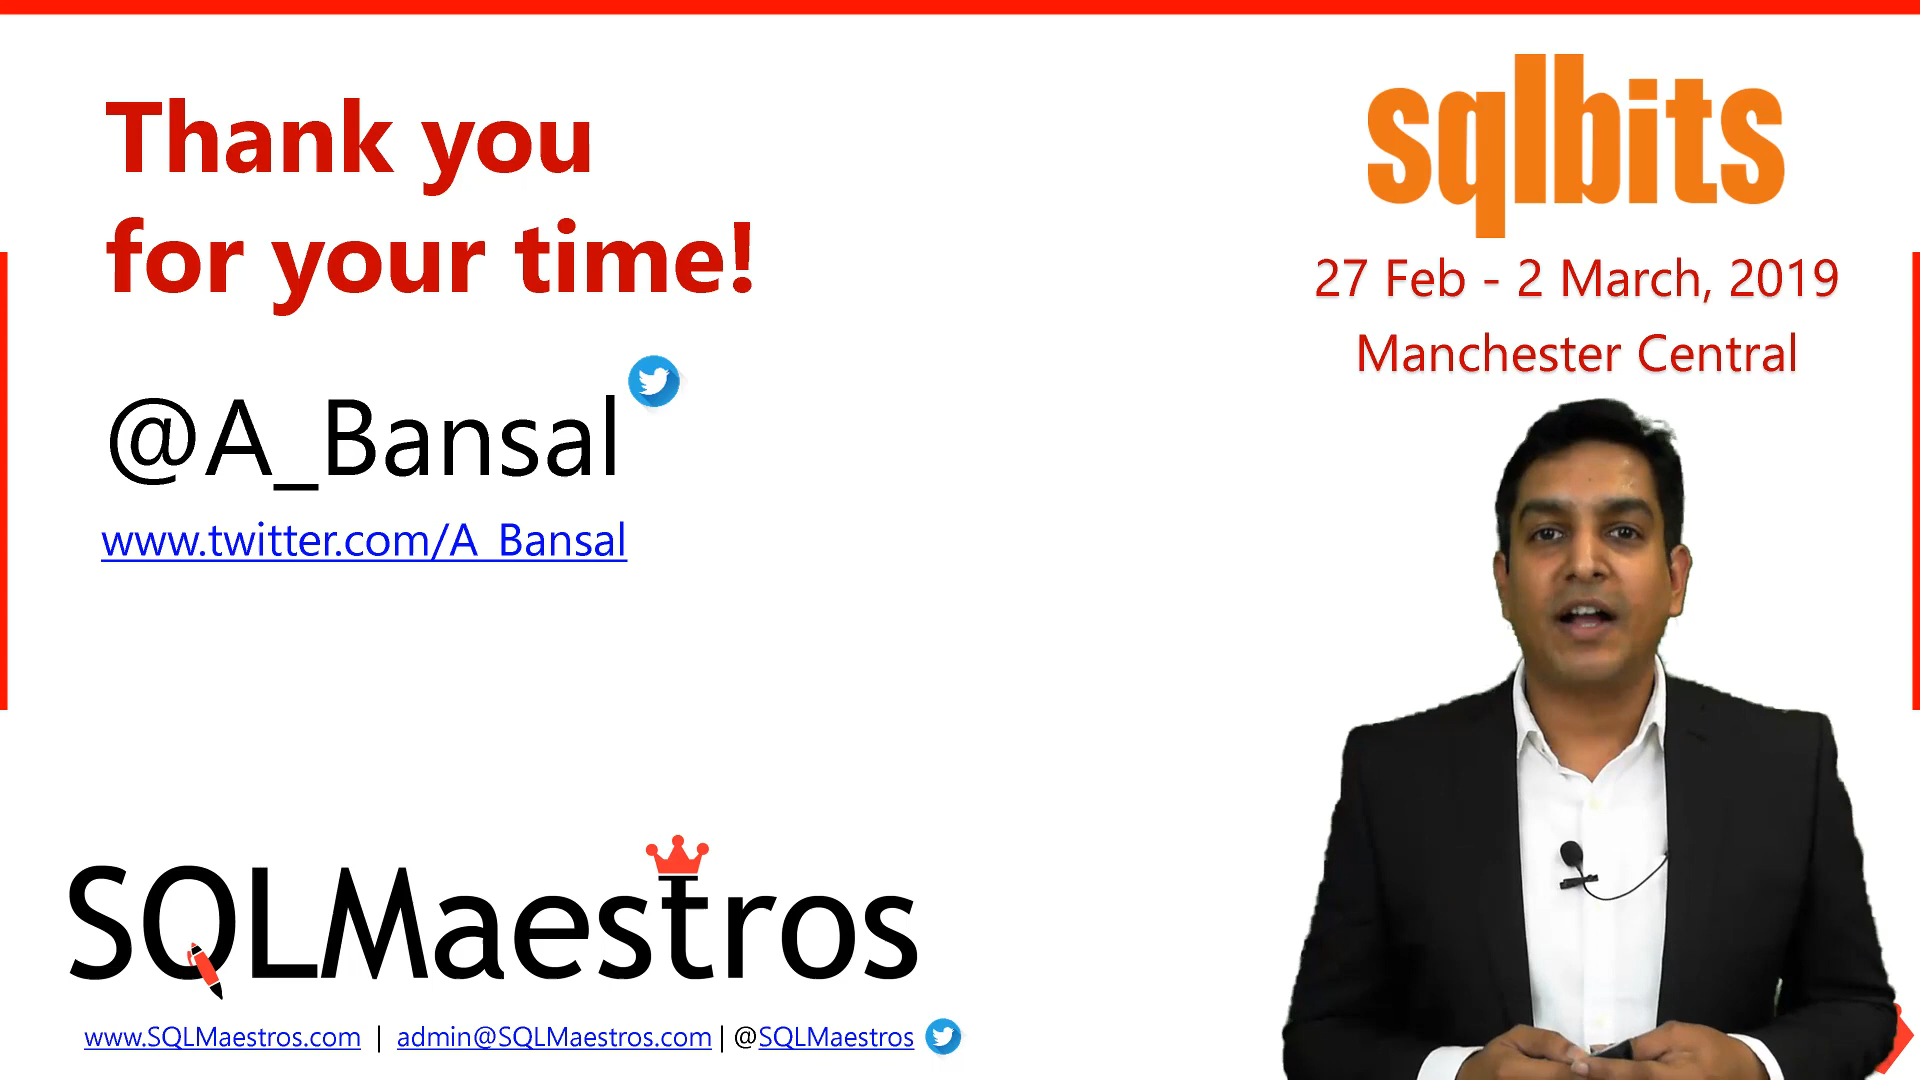 Thank you
for your time!
@A_Bansal
www.twitter.com/A_Bansal
sqlbits
27 Feb - 2 March, 2019
Manchester Central
SQLMaestros
www.SQLMaestros.com | admin@SQLMaestros.com | @SQLMaestros